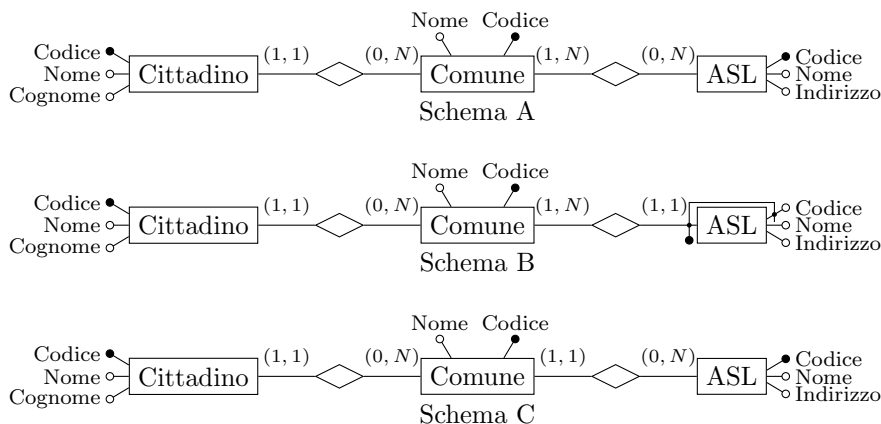 Nome Codice
Codice (1, 1) (0, N) (1, N) (0, N) Codice
Nome Cittadino Comune ASL Nome
Cognome Indirizzo
Schema A
Nome Codice
Codice (1, 1) (0, N) (1, N) (1, 1) Codice
Nome Cittadino Comune ASL Nome
Cognome Indirizzo
Schema B
Nome Codice
Codice (1, 1) (0, N) (1, 1) (0, N) Codice
Nome Cittadino Comune ASL Nome
Cognome Indirizzo
Schema C